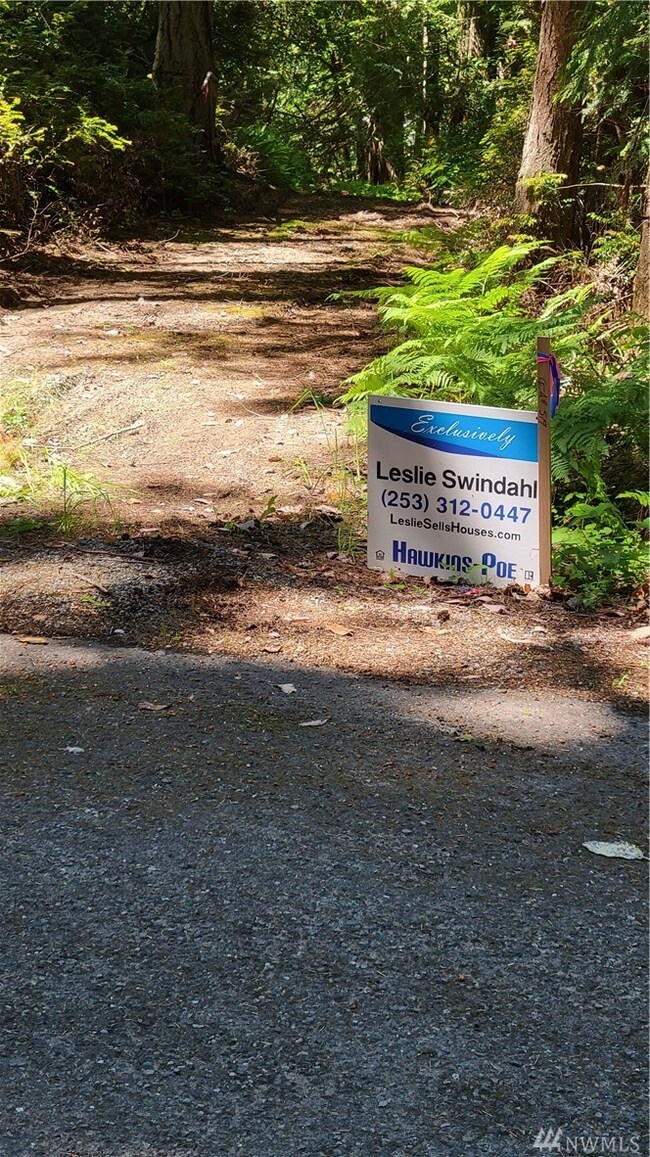 Exclusively
Leslie Swindahl
(253) 312-0447
LeslieSellsHouses.com
Hawkins-Poe
NWMLS